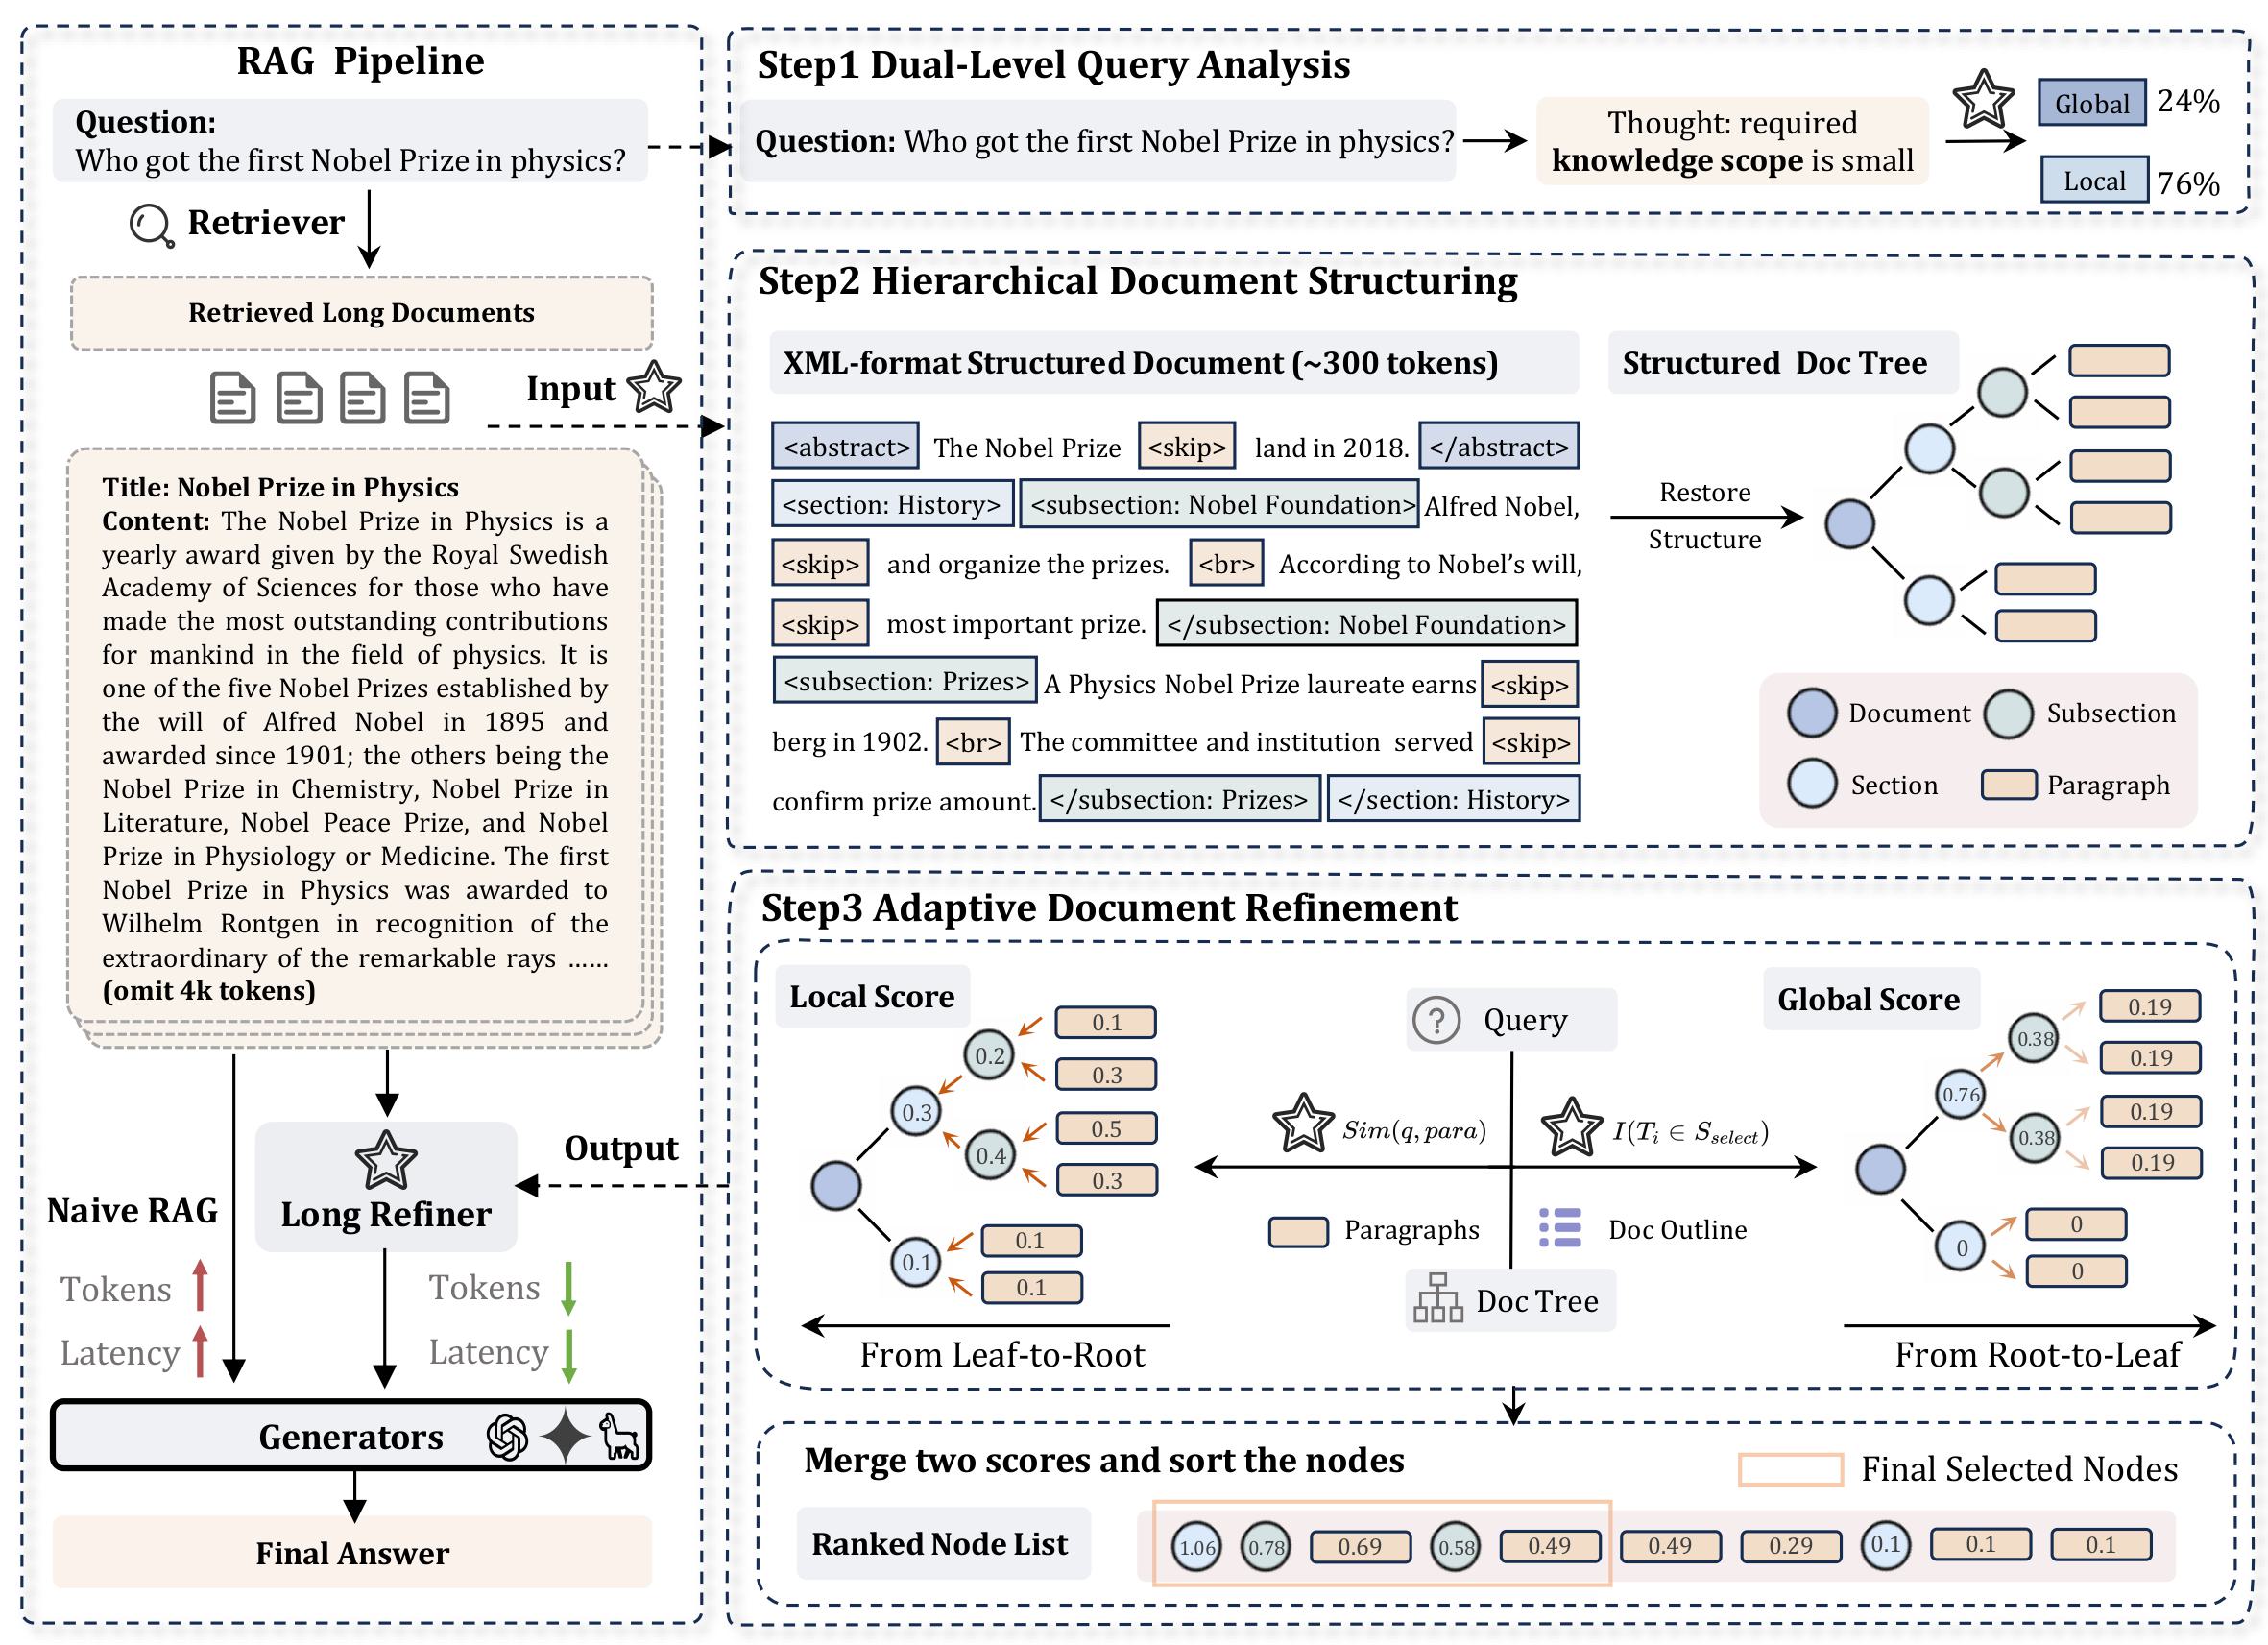 RAG Pipeline
Question:
Who got the first Nobel Prize in physics?
Retriever
Retrieved Long Documents
Input
Title: Nobel Prize in Physics
Content: The Nobel Prize in Physics is a
yearly award given by the Royal Swedish
Academy of Sciences for those who have
made the most outstanding contributions
for mankind in the field of physics. It is
one of the five Nobel Prizes established by
the will of Alfred Nobel in 1895 and
awarded since 1901; the others being the
Nobel Prize in Chemistry, Nobel Prize in
Literature, Nobel Peace Prize, and Nobel
Prize in Physiology or Medicine. The first
Nobel Prize in Physics was awarded to
Wilhelm Rontgen in recognition of the
extraordinary of the remarkable rays ……
(omit 4k tokens)
Long Refiner
Output
Naive RAG
Tokens
Latency
Tokens
Latency
Generators
Final Answer
Step1 Dual-Level Query Analysis
Question: Who got the first Nobel Prize in physics?
Thought: required
knowledge scope is small
Global 24%
Local 76%
Step2 Hierarchical Document Structuring
XML-format Structured Document (~300 tokens)
<abstract> The Nobel Prize <skip> land in 2018. </abstract>
<section: History> <subsection: Nobel Foundation> Alfred Nobel,
<skip> and organize the prizes. <br> According to Nobel's will,
<skip> most important prize. </subsection: Nobel Foundation>
<subsection: Prizes> A Physics Nobel Prize laureate earns <skip>
berg in 1902. <br> The committee and institution served <skip>
confirm prize amount. </subsection: Prizes> </section: History>
Restore
Structure
Structured Doc Tree
Document
Subsection
Section
Paragraph
Step3 Adaptive Document Refinement
Local Score
0.1
0.2
0.3
0.3
0.5
0.4
0.3
0.1
0.1
0.1
From Leaf-to-Root
? Query
Sim(q, para)
I(T_i ∈ S_select)
Paragraphs
Doc Outline
Doc Tree
Global Score
0.19
0.38
0.19
0.76
0.19
0.38
0.19
0
0
0
From Root-to-Leaf
Merge two scores and sort the nodes
Final Selected Nodes
Ranked Node List
1.06 0.78 0.69 0.58 0.49 0.49 0.29 0.1 0.1 0.1